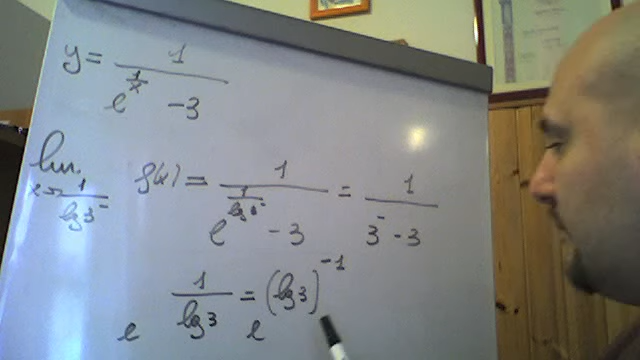 y = 1 / (e^(1/x) - 3)
lim x→1/lg3⁻ f(x) = 1 / (e^(1/lg3⁻) - 3) = 1 / (3⁻ - 3)
e^(1/lg3) = e^(lg3)^-1